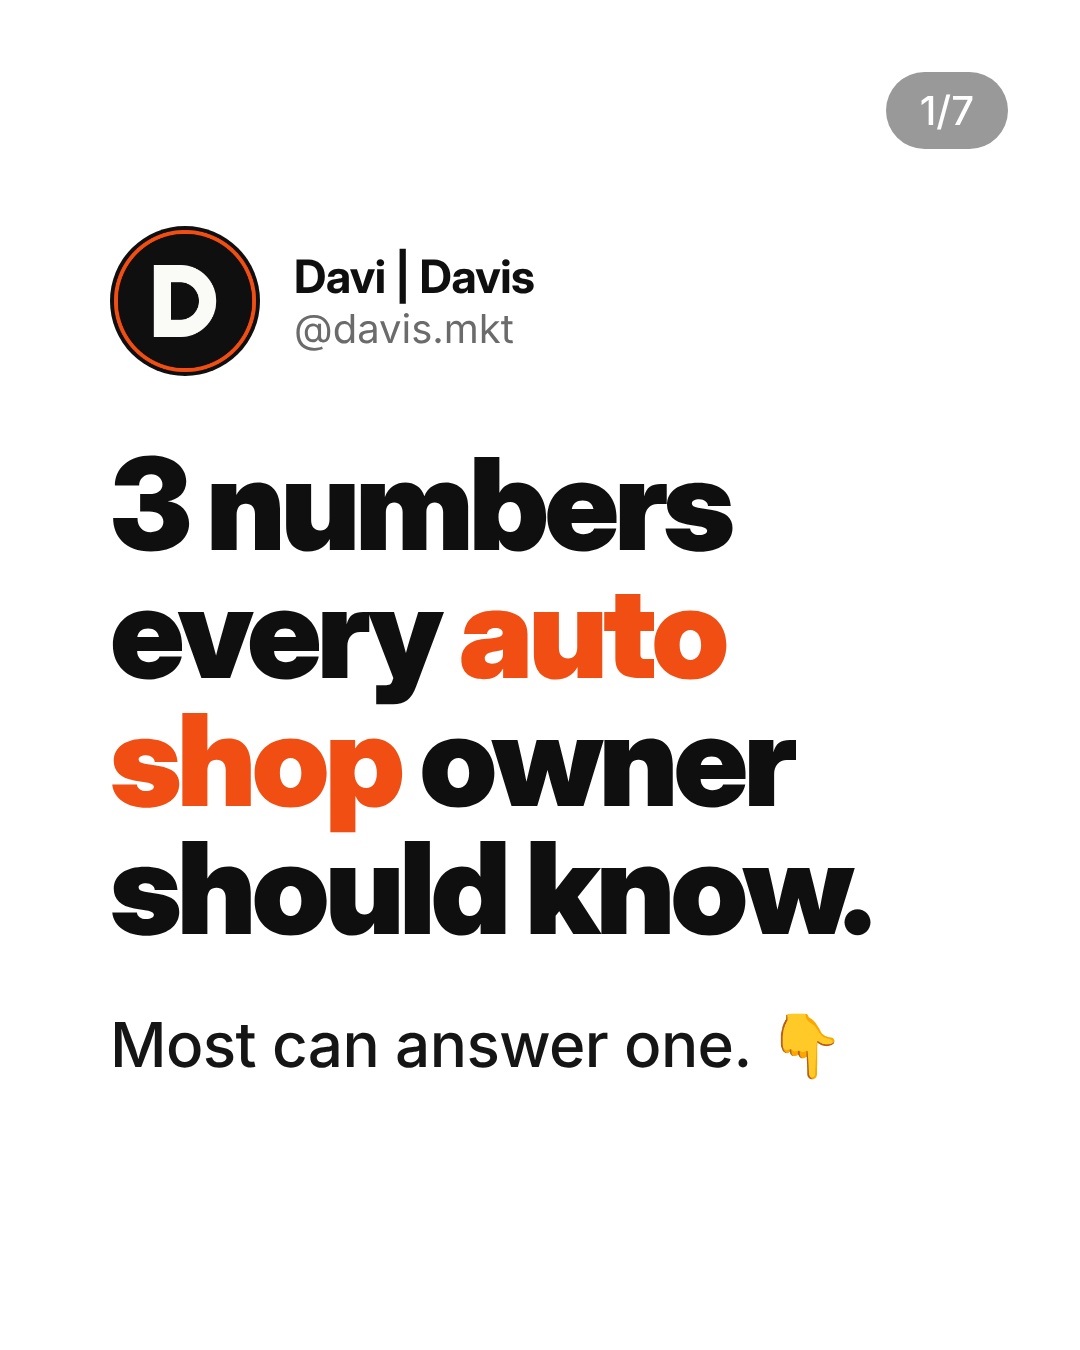 1/7
D
Davi | Davis
@davis.mkt
3 numbers
every auto
shop owner
should know.
Most can answer one. 👇